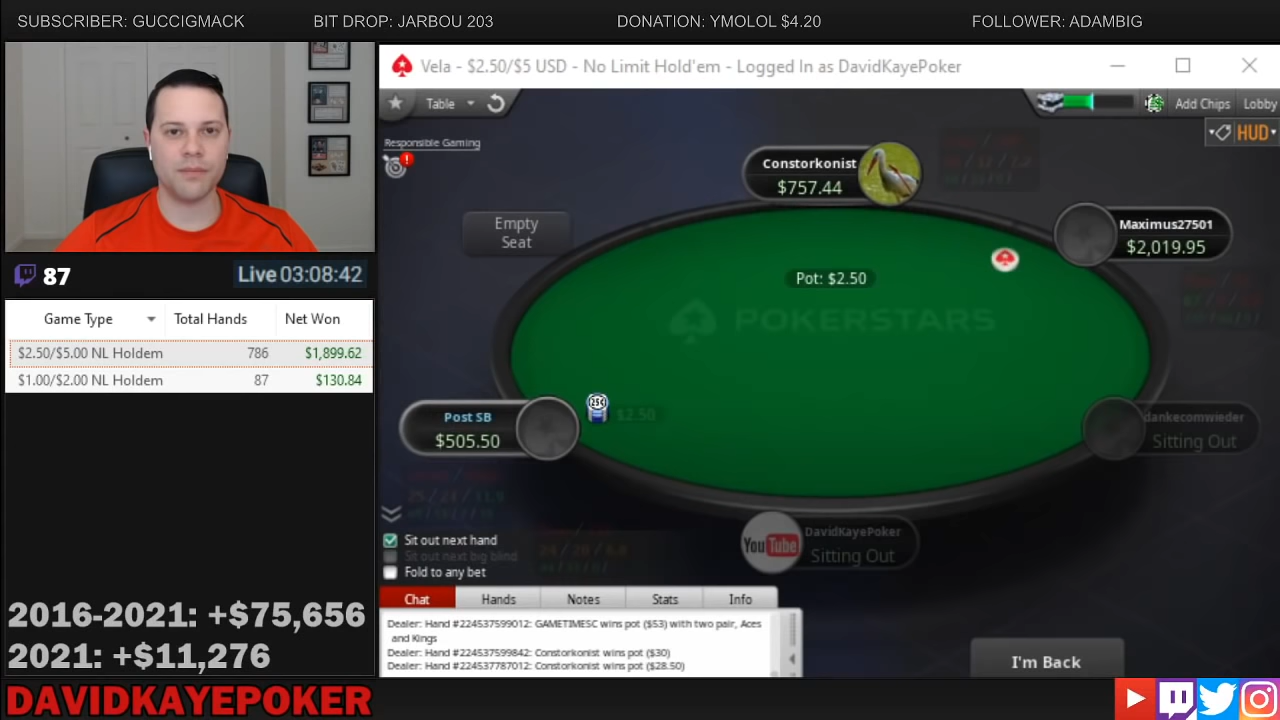 SUBSCRIBER: GUCCIGMACK
BIT DROP: JARBOU 203
DONATION: YMOLOL $4.20
FOLLOWER: ADAMBIG
Vela - $2.50/$5 USD - No Limit Hold'em - Logged In as DavidKayePoker
Table
Add Chips
Lobby
Responsible Gaming
HUD
Constorkonist
$757.44
Empty
Seat
Maximus27501
$2,019.95
Pot: $2.50
POKERSTARS
87
Live 03:08:42
Game Type
Total Hands
Net Won
$2.50/$5.00 NL Holdem
786
$1,899.62
$1.00/$2.00 NL Holdem
87
$130.84
25¢
$2.50
Post SB
$505.50
dankecomwieder
Sitting Out
DavidKayePoker
Sitting Out
YouTube
Sit out next hand
Sit out next big blind
Fold to any bet
Chat
Hands
Notes
Stats
Info
Dealer: Hand #224537599012: GAMETIMESC wins pot ($53) with two pair, Aces
and Kings
Dealer: Hand #224537599842: Constorkonist wins pot ($30)
Dealer: Hand #224537787012: Constorkonist wins pot ($28.50)
I'm Back
2016-2021: +$75,656
2021: +$11,276
DAVIDKAYEPOKER